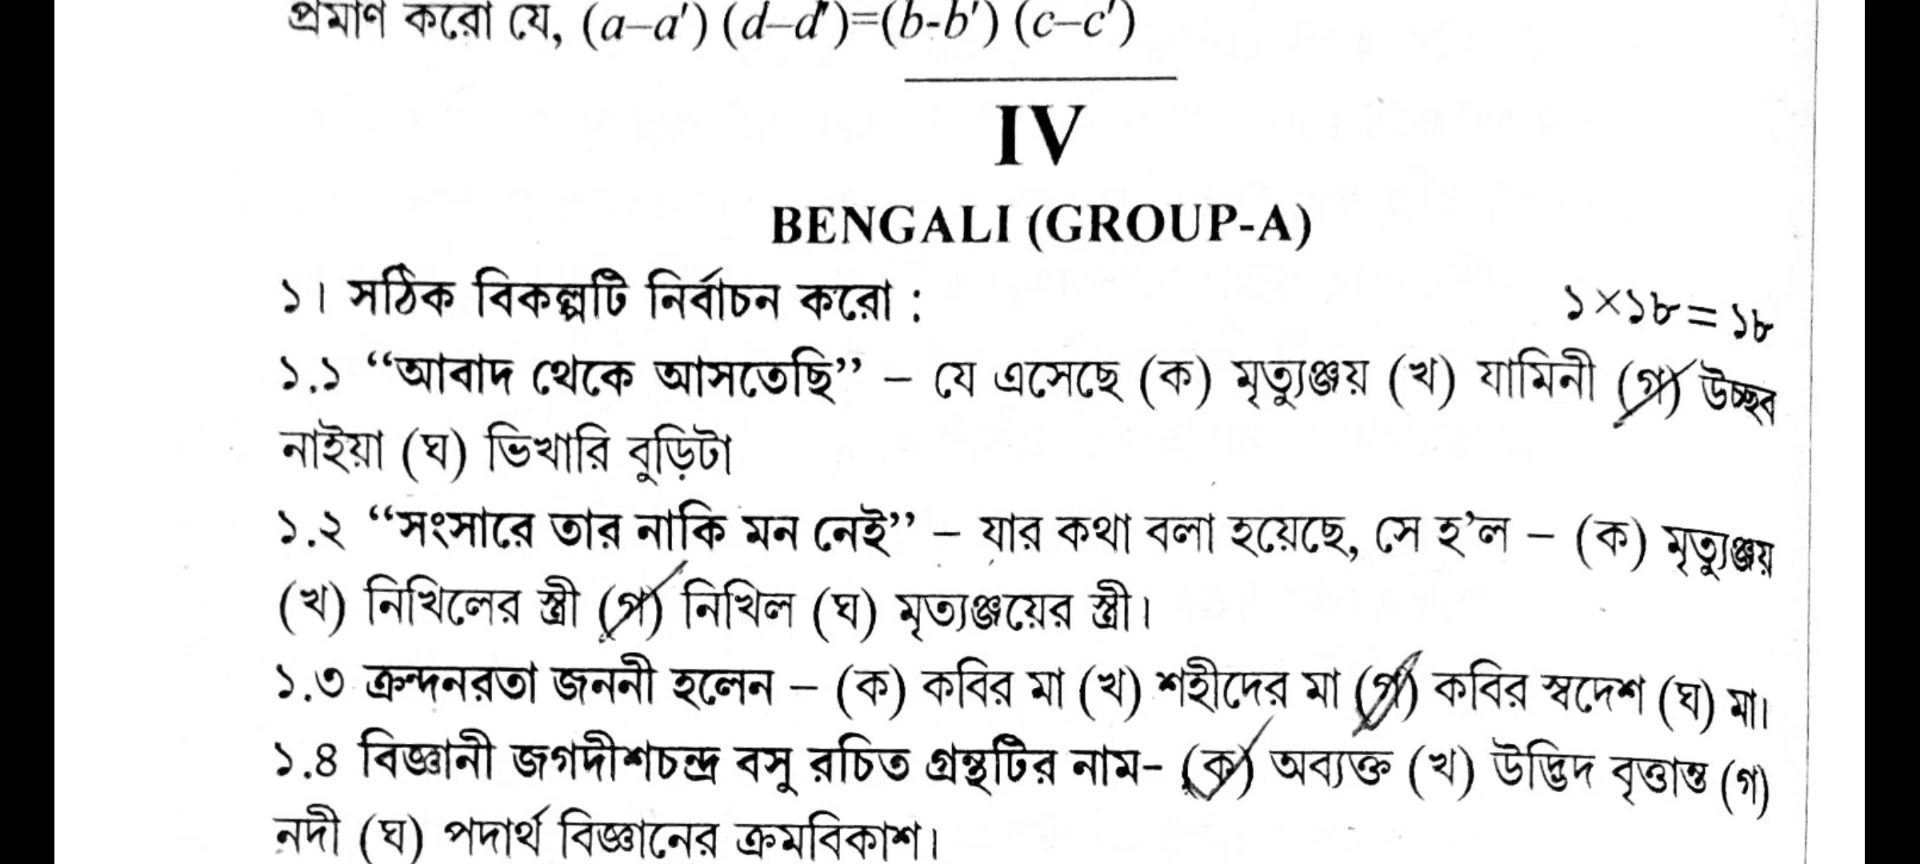 প্রমাণ করো যে, (a–a′) (d–d′)=(b-b′) (c–c′)
IV
BENGALI (GROUP-A)
১। সঠিক বিকল্পটি নির্বাচন করো : ১×১৮=১৮
১.১ “আবাদ থেকে আসতেছি” – যে এসেছে (ক) মৃত্যুঞ্জয় (খ) যামিনী (গ) উচ্ছব
নাইয়া (ঘ) ভিখারি বুড়িটা
১.২ “সংসারে তার নাকি মন নেই” – যার কথা বলা হয়েছে, সে হ’ল – (ক) মৃত্যুঞ্জয়
(খ) নিখিলের স্ত্রী (গ) নিখিল (ঘ) মৃত্যঞ্জয়ের স্ত্রী।
১.৩ ক্রন্দনরতা জননী হলেন – (ক) কবির মা (খ) শহীদের মা (গ) কবির স্বদেশ (ঘ) মা।
১.৪ বিজ্ঞানী জগদীশচন্দ্র বসু রচিত গ্রন্থটির নাম- (ক) অব্যক্ত (খ) উদ্ভিদ বৃত্তান্ত (গ)
নদী (ঘ) পদার্থ বিজ্ঞানের ক্রমবিকাশ।